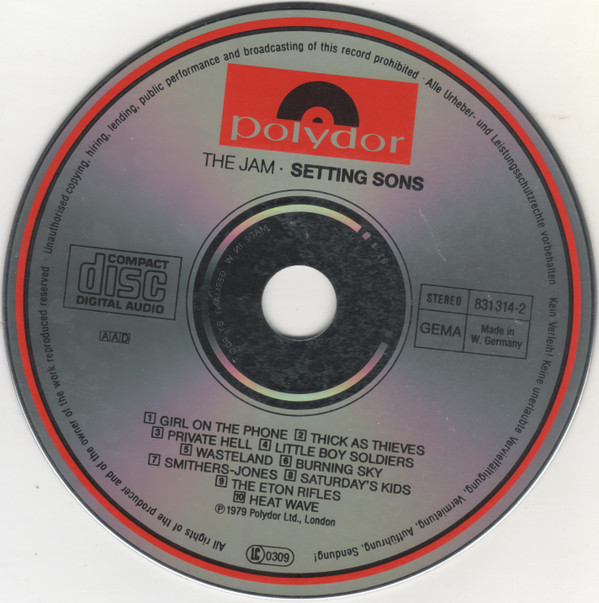 Unauthorised copying, hiring, lending, public performance and broadcasting of this record prohibited · Alle Urheber- und Leistungsschutzrechte vorbehalten
Kein Verleih! Keine unerlaubte Vervielfältigung, Vermietung, Aufführung, Sendung!
All rights of the producer and of the owner of the work reproduced reserved ·
polydor
THE JAM · SETTING SONS
COMPACT
disc
DIGITAL AUDIO
AAD
STEREO 831 314-2
GEMA Made in
W. Germany
1 GIRL ON THE PHONE 2 THICK AS THIEVES
3 PRIVATE HELL 4 LITTLE BOY SOLDIERS
5 WASTELAND 6 BURNING SKY
7 SMITHERS-JONES 8 SATURDAY'S KIDS
9 THE ETON RIFLES
10 HEAT WAVE
℗ 1979 Polydor Ltd., London
LC 0309